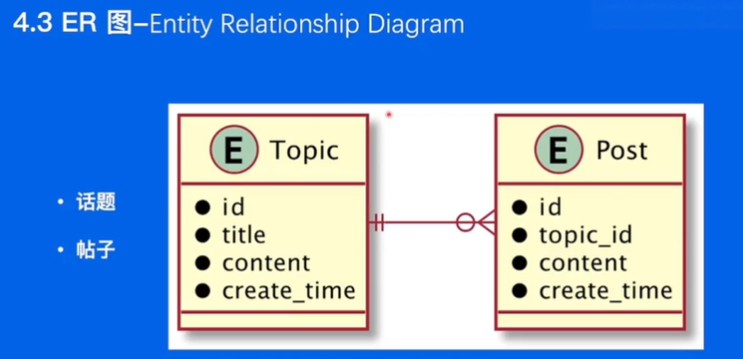 4.3 ER 图–Entity Relationship Diagram
• 话题
• 帖子
E Topic
● id
● title
● content
● create_time
E Post
● id
● topic_id
● content
● create_time